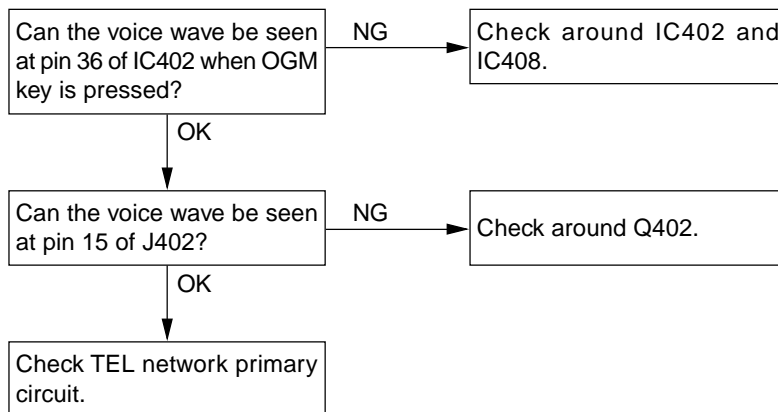 Can the voice wave be seen
at pin 36 of IC402 when OGM
key is pressed?
NG
Check around IC402 and
IC408.
OK
Can the voice wave be seen
at pin 15 of J402?
NG
Check around Q402.
OK
Check TEL network primary
circuit.